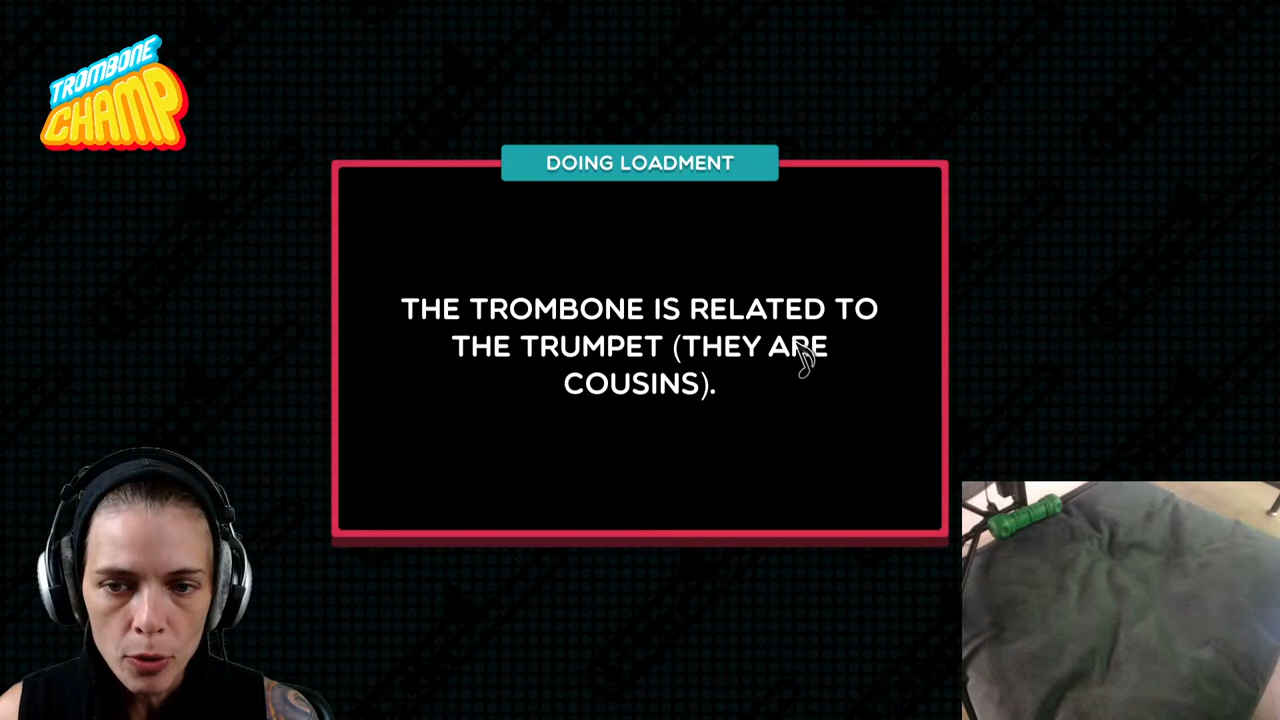 TROMBONE
CHAMP
DOING LOADMENT
THE TROMBONE IS RELATED TO
THE TRUMPET (THEY ARE
COUSINS).